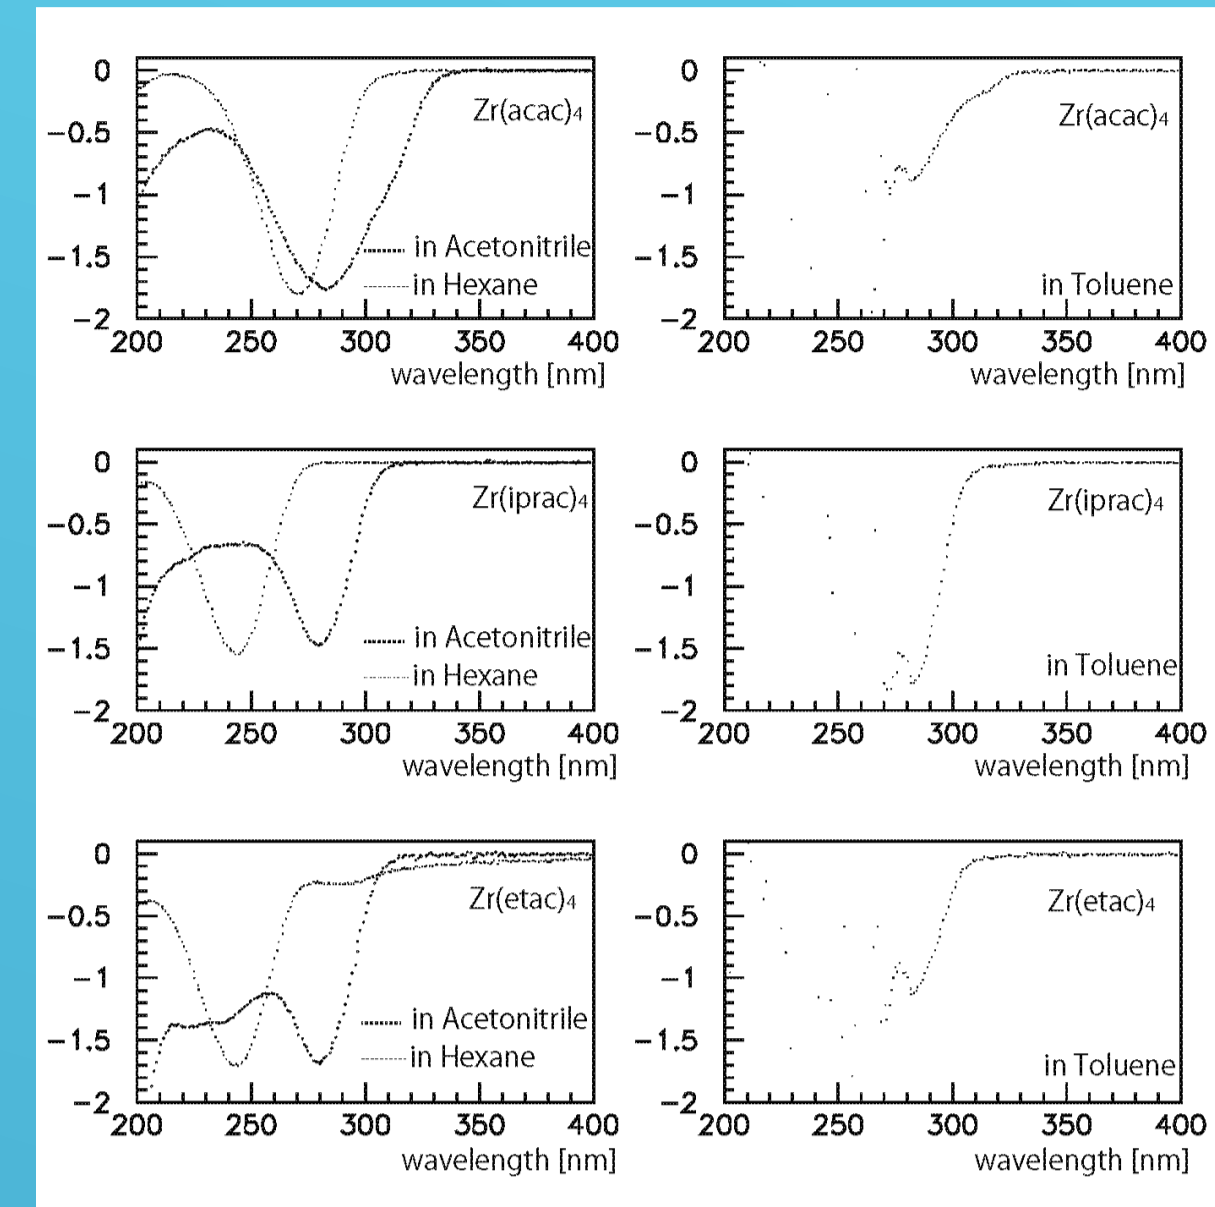 0
−0.5
−1
−1.5
−2
Zr(acac)4
in Acetonitrile
in Hexane
200 250 300 350 400
wavelength [nm]
0
−0.5
−1
−1.5
−2
Zr(acac)4
in Toluene
200 250 300 350 400
wavelength [nm]
0
−0.5
−1
−1.5
−2
Zr(iprac)4
in Acetonitrile
in Hexane
200 250 300 350 400
wavelength [nm]
0
−0.5
−1
−1.5
−2
Zr(iprac)4
in Toluene
200 250 300 350 400
wavelength [nm]
0
−0.5
−1
−1.5
−2
Zr(etac)4
in Acetonitrile
in Hexane
200 250 300 350 400
wavelength [nm]
0
−0.5
−1
−1.5
−2
Zr(etac)4
in Toluene
200 250 300 350 400
wavelength [nm]